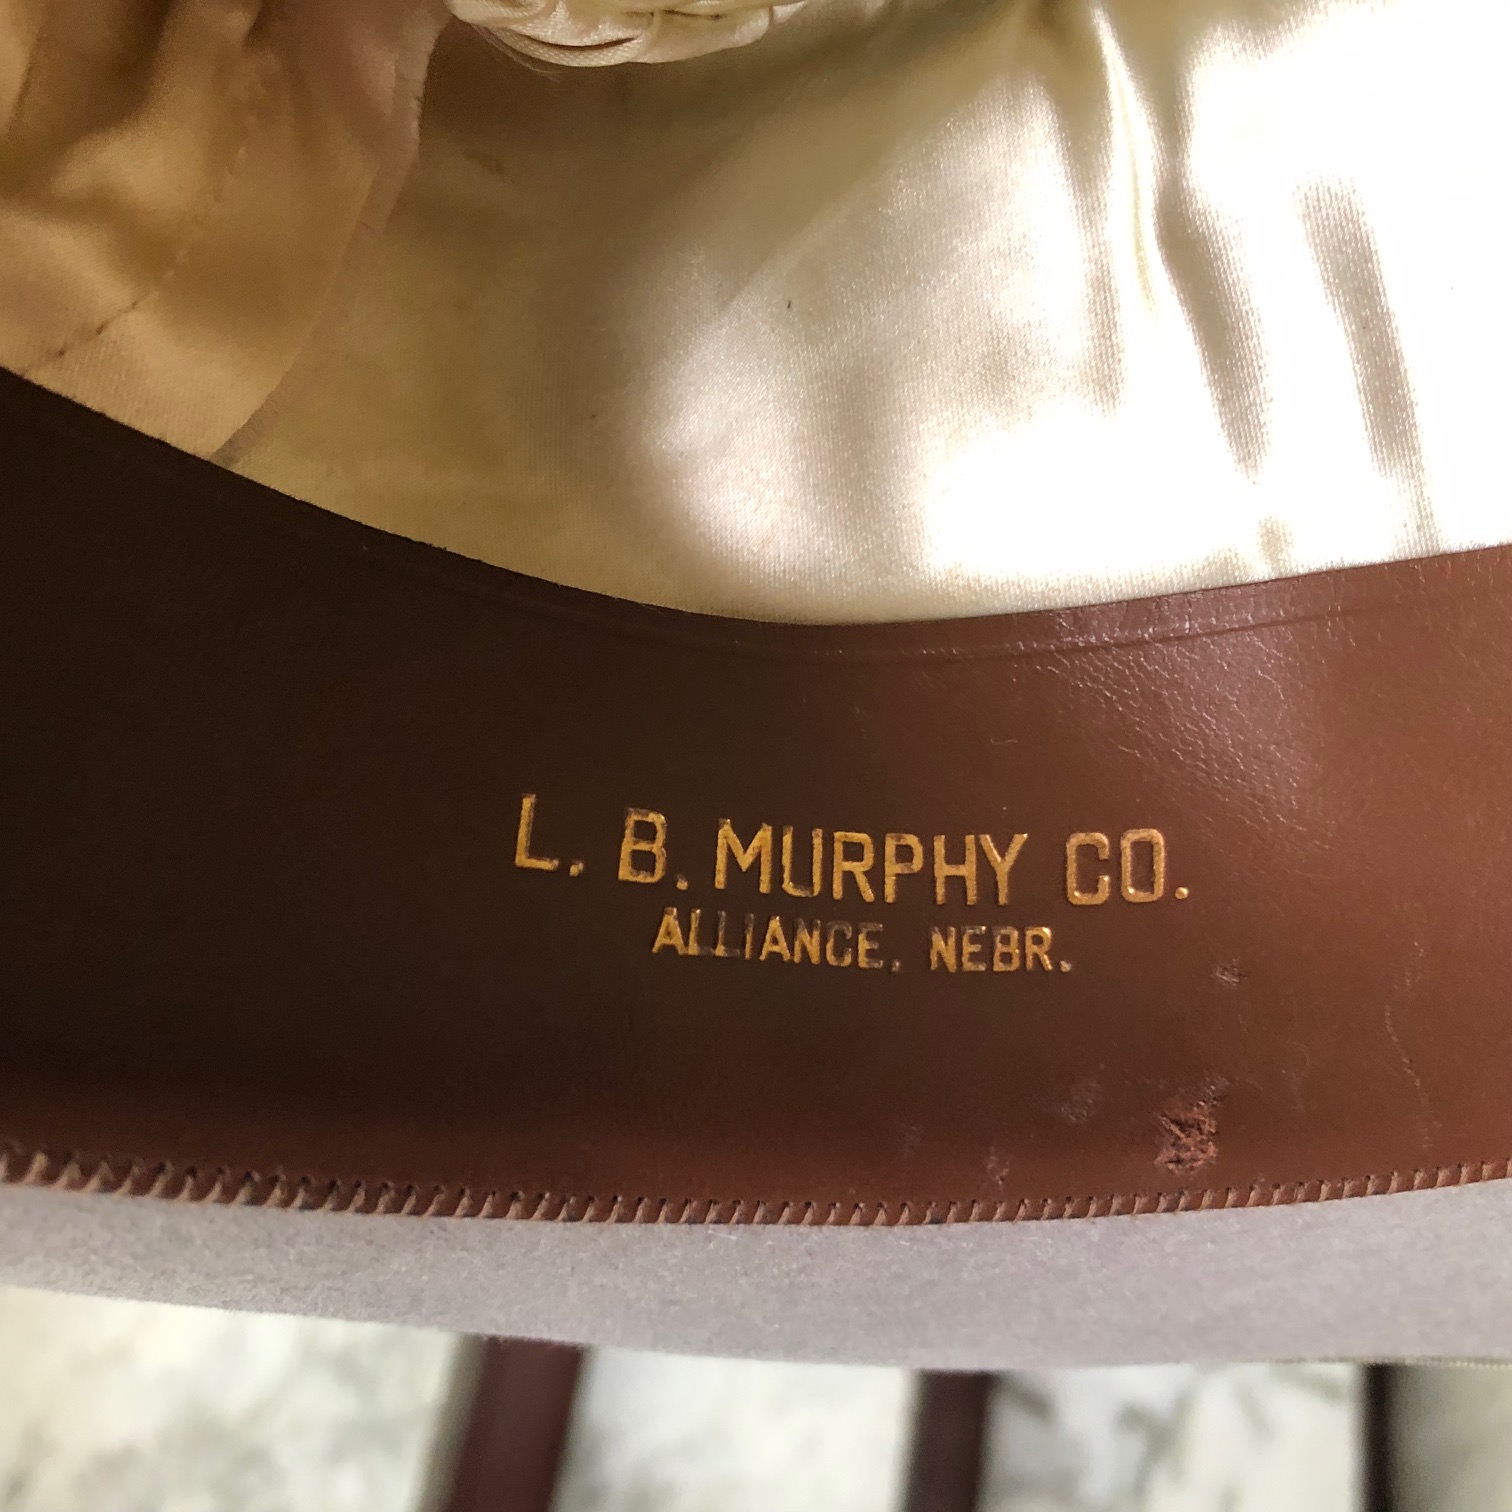 L. B. MURPHY CO.
ALLIANCE, NEBR.